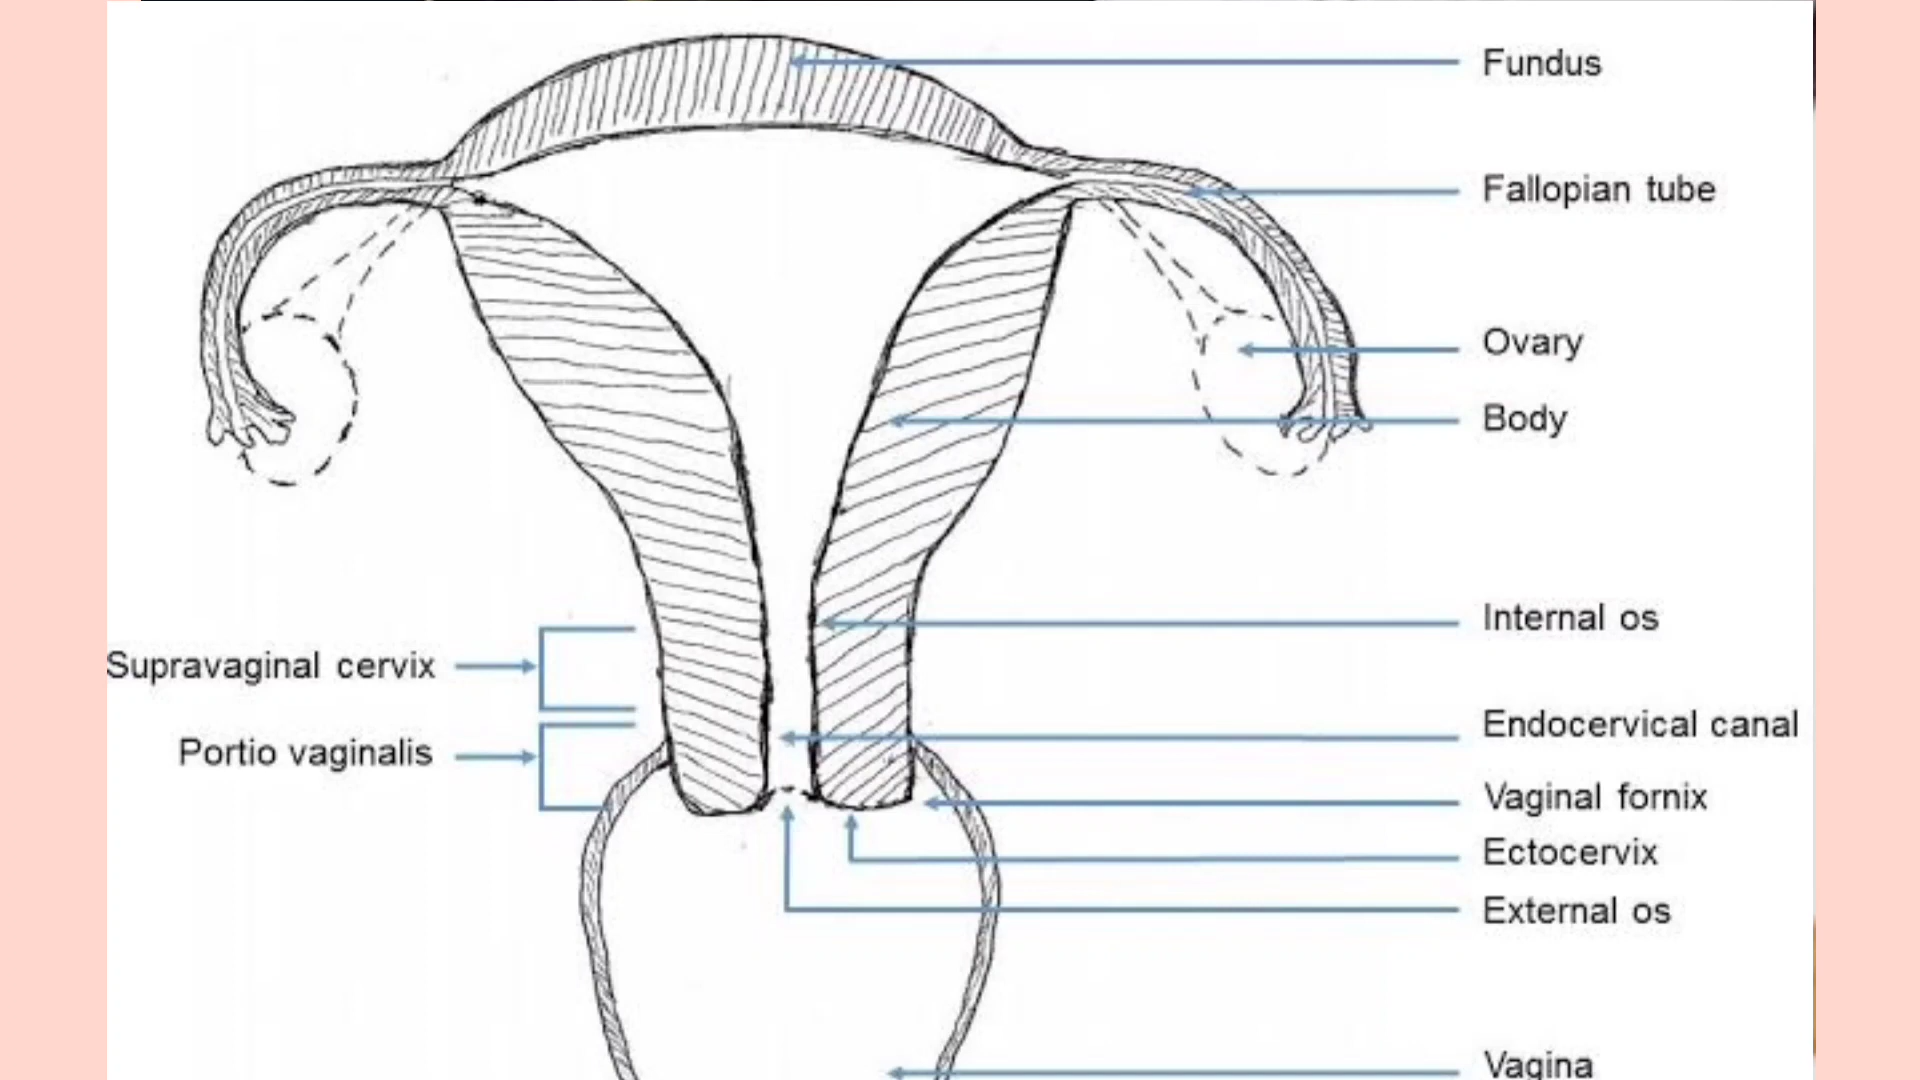 Fundus
Fallopian tube
Ovary
Body
Internal os
Supravaginal cervix
Endocervical canal
Portio vaginalis
Vaginal fornix
Ectocervix
External os
Vagina